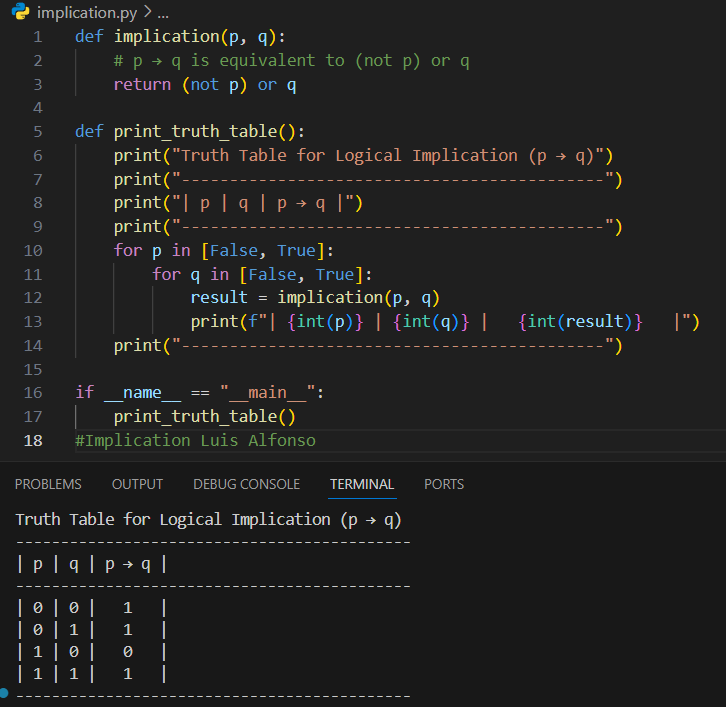 implication.py > ...
1 def implication(p, q):
2     # p → q is equivalent to (not p) or q
3     return (not p) or q
4
5 def print_truth_table():
6     print("Truth Table for Logical Implication (p → q)")
7     print("--------------------------------------------")
8     print("| p | q | p → q |")
9     print("--------------------------------------------")
10     for p in [False, True]:
11         for q in [False, True]:
12             result = implication(p, q)
13             print(f"| {int(p)} | {int(q)} |   {int(result)}   |")
14     print("--------------------------------------------")
15
16 if __name__ == "__main__":
17     print_truth_table()
18 #Implication Luis Alfonso
PROBLEMS OUTPUT DEBUG CONSOLE TERMINAL PORTS
Truth Table for Logical Implication (p → q)
--------------------------------------------
| p | q | p → q |
--------------------------------------------
| 0 | 0 |   1   |
| 0 | 1 |   1   |
| 1 | 0 |   0   |
| 1 | 1 |   1   |
--------------------------------------------